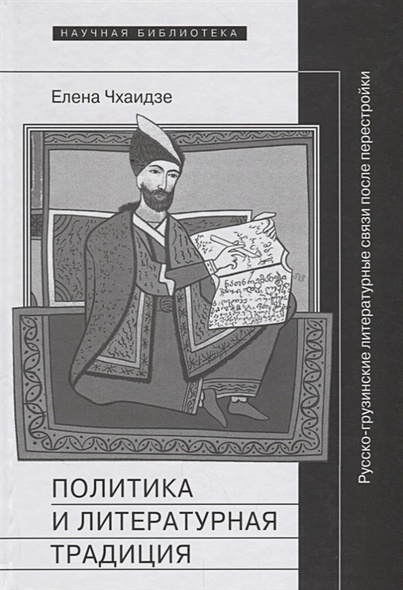 НАУЧНАЯ БИБЛИОТЕКА
Елена Чхаидзе
ПОЛИТИКА
И ЛИТЕРАТУРНАЯ
ТРАДИЦИЯ
Русско-грузинские литературные связи после перестройки